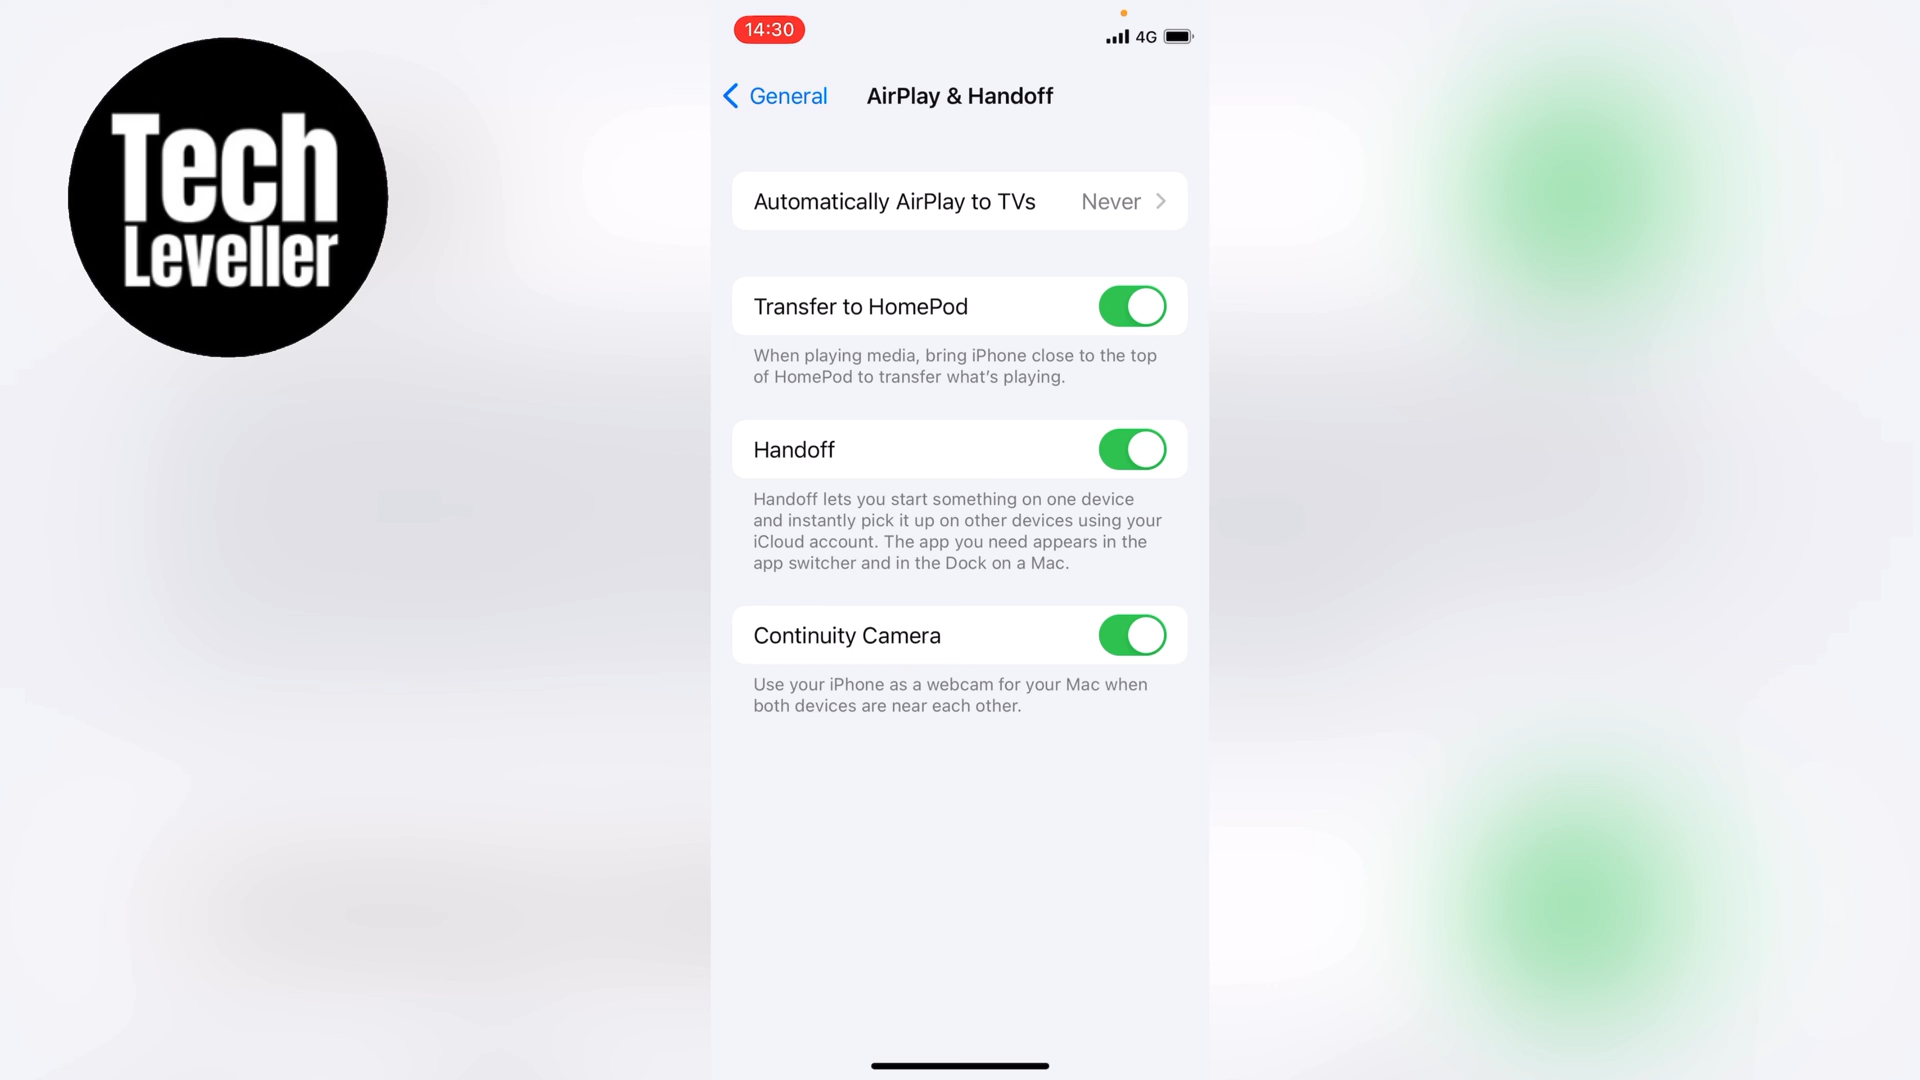 Tech
Leveller
14:30
4G
General
AirPlay & Handoff
Automatically AirPlay to TVs Never
Transfer to HomePod
When playing media, bring iPhone close to the top
of HomePod to transfer what's playing.
Handoff
Handoff lets you start something on one device
and instantly pick it up on other devices using your
iCloud account. The app you need appears in the
app switcher and in the Dock on a Mac.
Continuity Camera
Use your iPhone as a webcam for your Mac when
both devices are near each other.